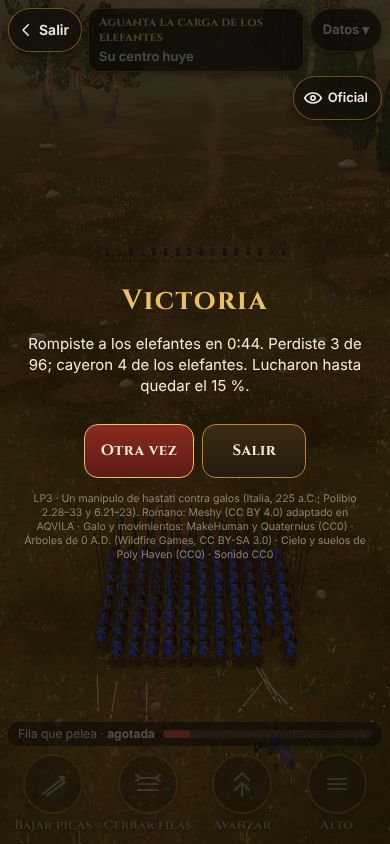 Salir
AGUANTA LA CARGA DE LOS
ELEFANTES
Su centro huye
Datos ▾
Oficial
VICTORIA
Rompiste a los elefantes en 0:44. Perdiste 3 de
96; cayeron 4 de los elefantes. Lucharon hasta
quedar el 15 %.
OTRA VEZ
SALIR
LP3 · Un manípulo de hastati contra galos (Italia, 225 a.C.; Polibio
2.28–33 y 6.21–23). Romano: Meshy (CC BY 4.0) adaptado en
AQVILA · Galo y movimientos: MakeHuman y Quaternius (CC0) ·
Árboles de 0 A.D. (Wildfire Games, CC BY-SA 3.0) · Cielo y suelos de
Poly Haven (CC0) · Sonido CC0
Fila que pelea · agotada
BAJAR PICAS
CERRAR FILAS
AVANZAR
ALTO